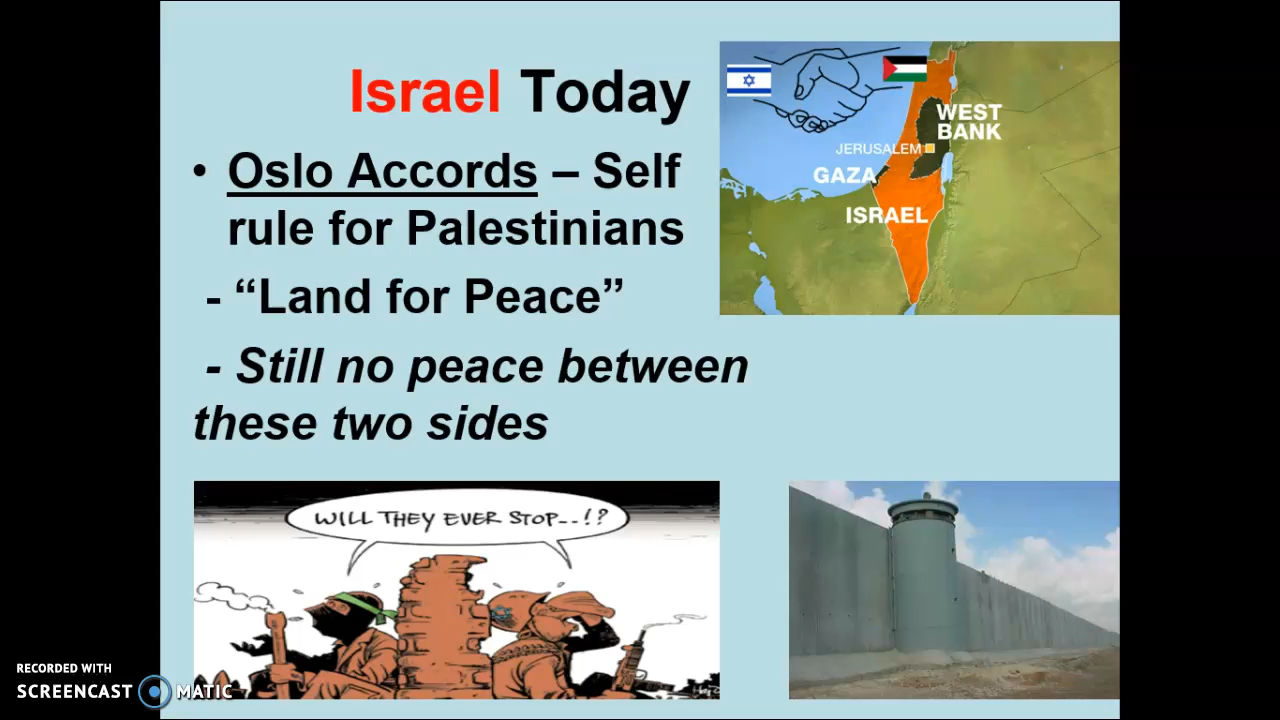 Israel Today
• Oslo Accords – Self
rule for Palestinians
- “Land for Peace”
- Still no peace between
these two sides
WEST
BANK
JERUSALEM
GAZA
ISRAEL
WILL THEY EVER STOP..!?
RECORDED WITH
SCREENCAST MATIC